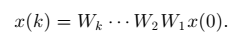 x(k) = W_k ⋯ W_2 W_1 x(0).